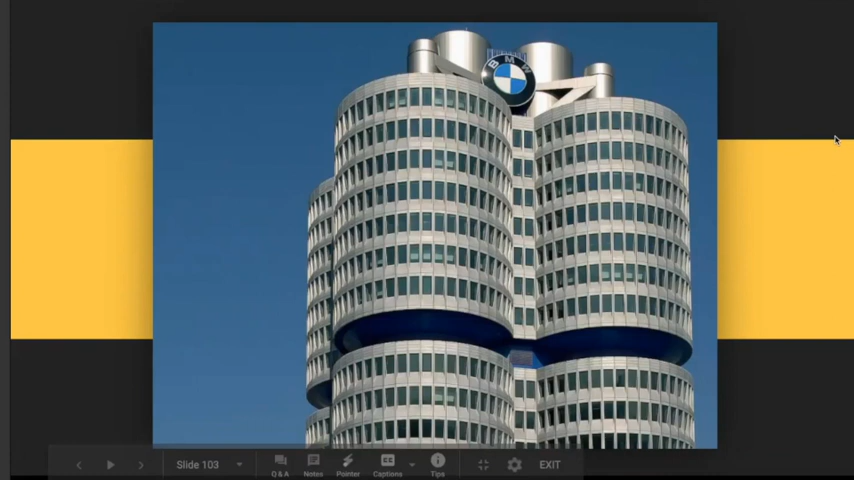 BMW
Slide 103
Q & A
Notes
Pointer
CC
Captions
Tips
EXIT